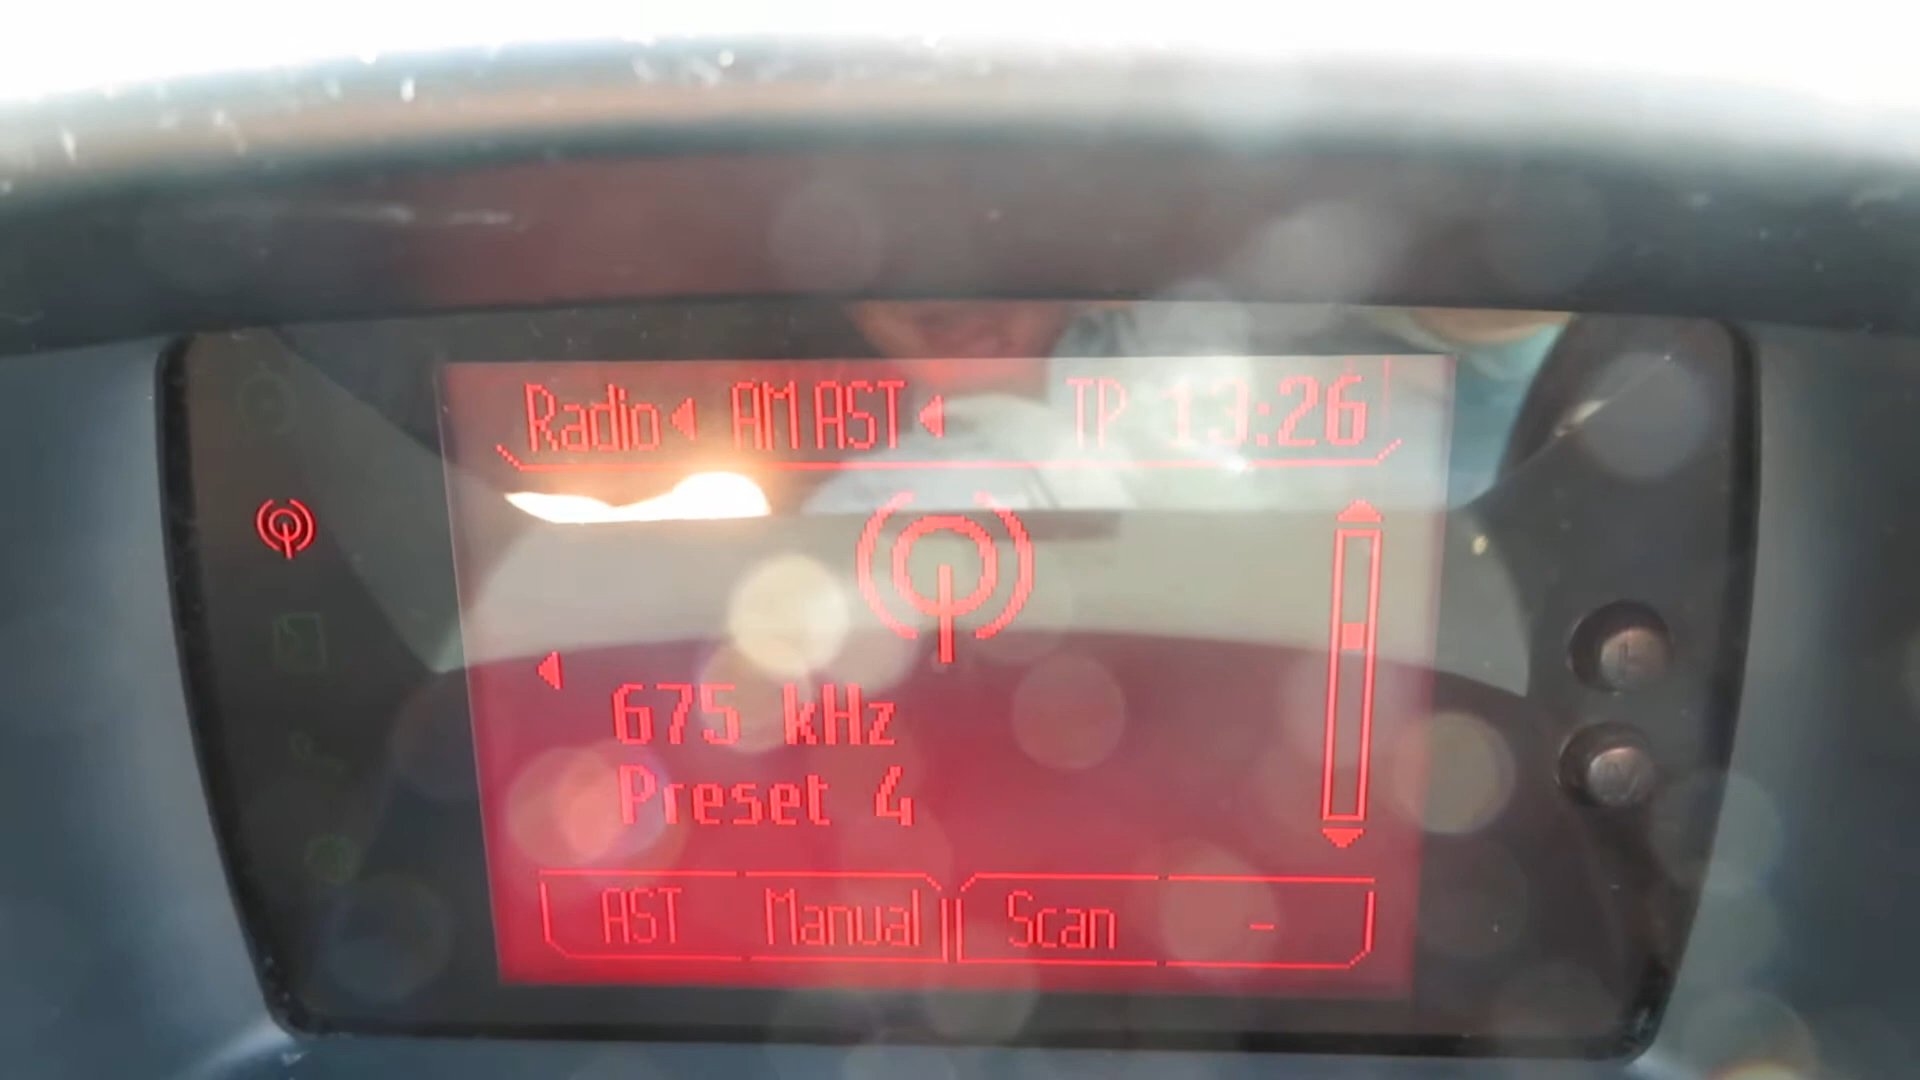 Radio AM AST TP 13:26
675 kHz
Preset 4
AST Manual Scan -